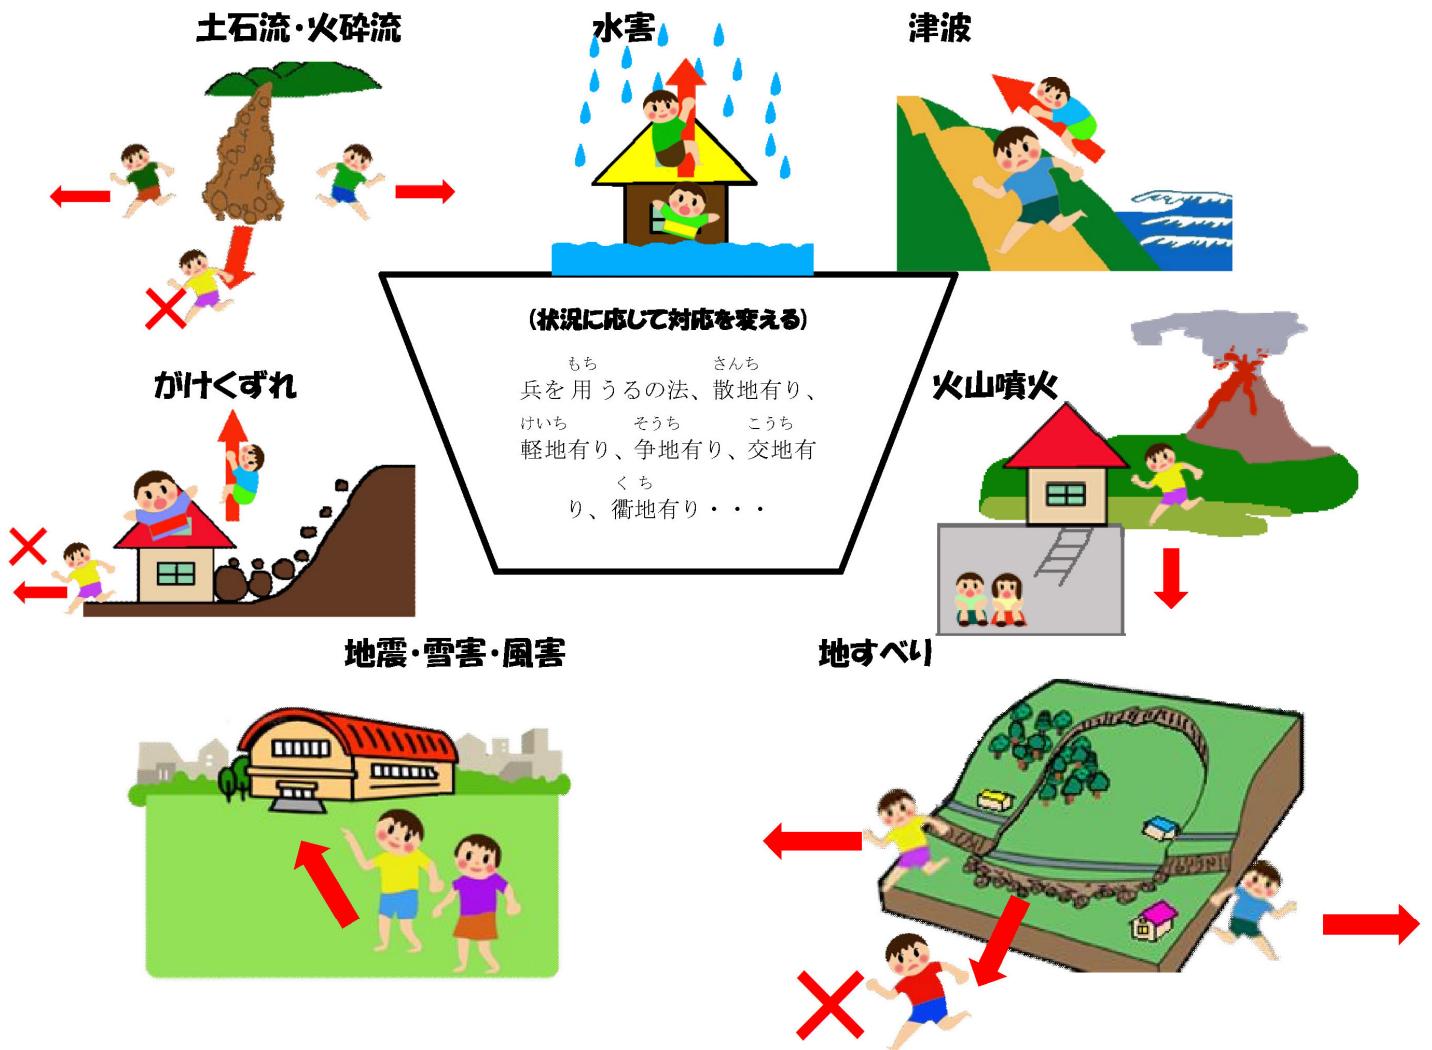 土石流・火砕流
水害
津波
(状況に応じて対応を変える)
もち さんち
兵を用うるの法、散地有り、
けいち そうち こうち
軽地有り、争地有り、交地有
くち
り、衢地有り・・・
がけくずれ
火山噴火
地震・雪害・風害
地すべり